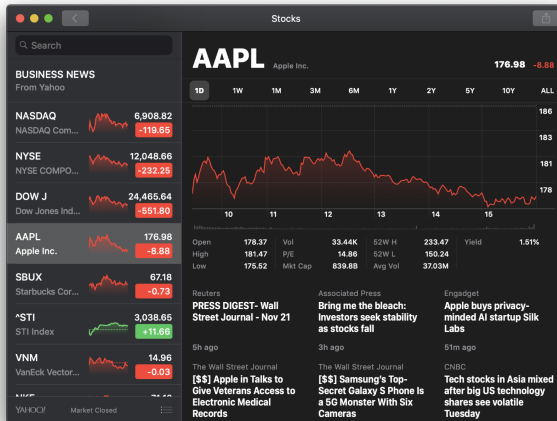 Stocks
Search
BUSINESS NEWS
From Yahoo
NASDAQ 6,908.82
NASDAQ Com... -119.65
NYSE 12,048.66
NYSE COMPO... -232.25
DOW J 24,465.64
Dow Jones Ind... -551.80
AAPL 176.98
Apple Inc. -8.88
SBUX 67.18
Starbucks Cor... -0.73
^STI 3,038.65
STI Index +11.66
VNM 14.96
VanEck Vector... -0.03
YAHOO! Market Closed
AAPL Apple Inc. 176.98 -8.88
1D 1W 1M 3M 6M 1Y 2Y 5Y 10Y ALL
186
183
181
178
10 11 12 13 14 15
Open 178.37 Vol 33.44K 52W H 233.47 Yield 1.51%
High 181.47 P/E 14.86 52W L 150.24
Low 175.52 Mkt Cap 839.8B Avg Vol 37.03M
Reuters
PRESS DIGEST- Wall
Street Journal - Nov 21
5h ago
Associated Press
Bring me the bleach:
Investors seek stability
as stocks fall
3h ago
Engadget
Apple buys privacy-
minded AI startup Silk
Labs
51m ago
The Wall Street Journal
[$$] Apple in Talks to
Give Veterans Access to
Electronic Medical
Records
The Wall Street Journal
[$$] Samsung's Top-
Secret Galaxy S Phone Is
a 5G Monster With Six
Cameras
CNBC
Tech stocks in Asia mixed
after big US technology
shares see volatile
Tuesday